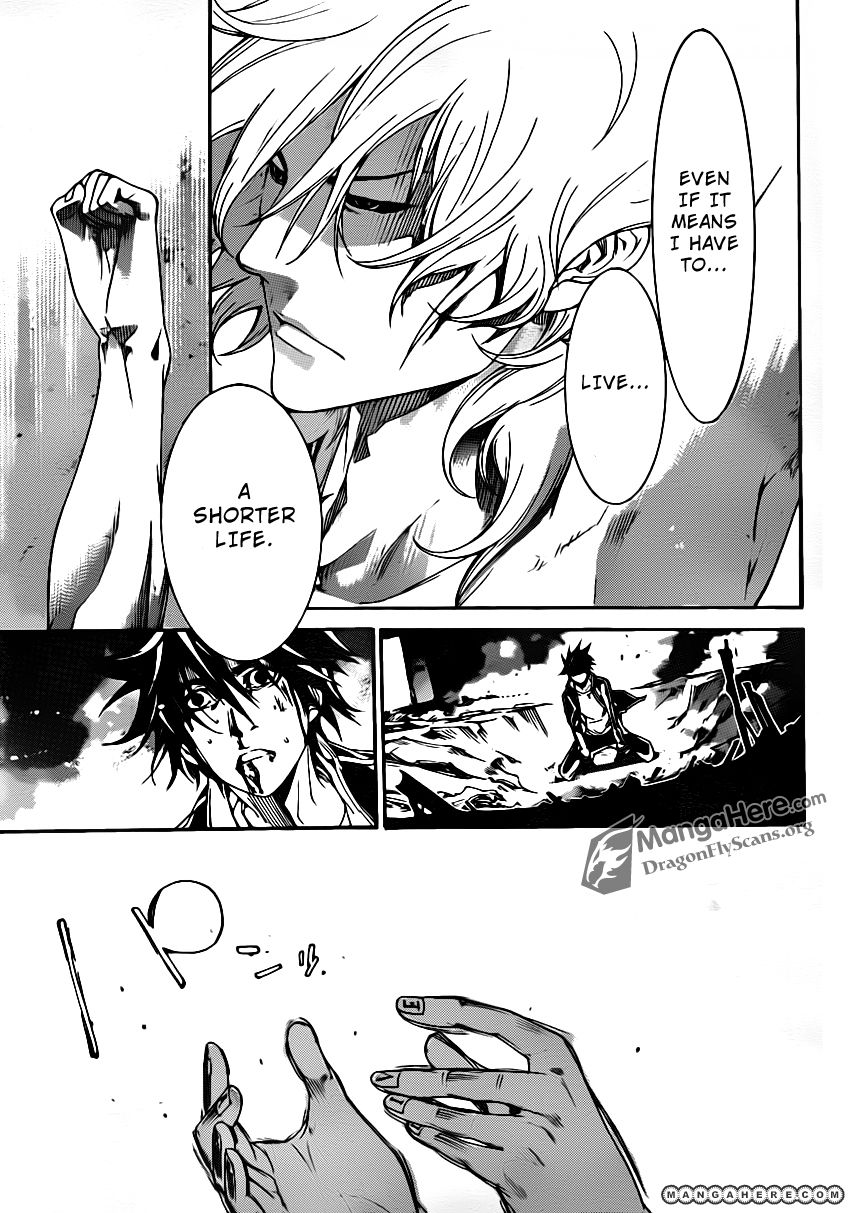 EVEN
IF IT
MEANS
I HAVE
TO...
LIVE...
A
SHORTER
LIFE.
MangaHere.com
DragonFlyScans.org
E
V
I
MANGAHERE.COM